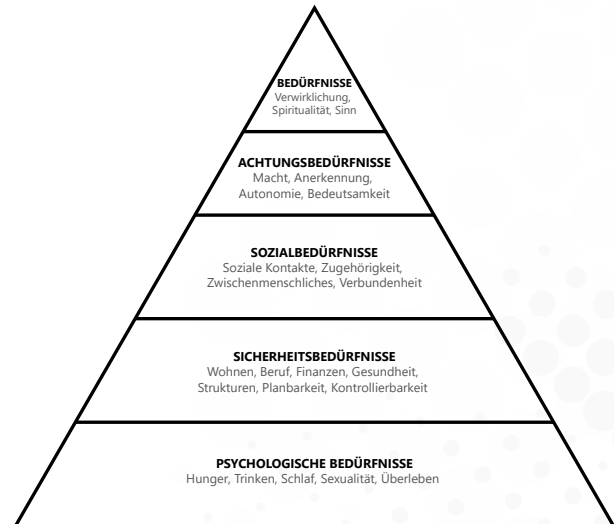 BEDÜRFNISSE
Verwirklichung,
Spiritualität, Sinn
ACHTUNGSBEDÜRFNISSE
Macht, Anerkennung,
Autonomie, Bedeutsamkeit
SOZIALBEDÜRFNISSE
Soziale Kontakte, Zugehörigkeit,
Zwischenmenschliches, Verbundenheit
SICHERHEITSBEDÜRFNISSE
Wohnen, Beruf, Finanzen, Gesundheit,
Strukturen, Planbarkeit, Kontrollierbarkeit
PSYCHOLOGISCHE BEDÜRFNISSE
Hunger, Trinken, Schlaf, Sexualität, Überleben